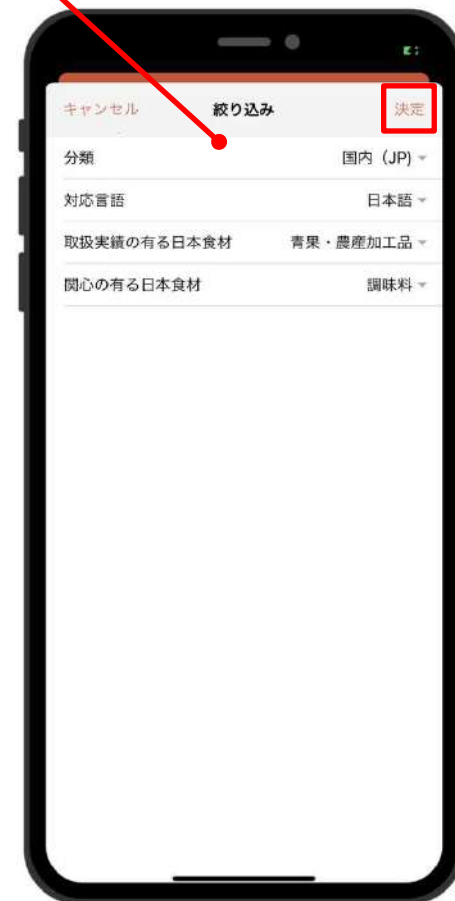 キャンセル 絞り込み 決定
分類 国内（JP）
対応言語 日本語
取扱実績の有る日本食材 青果・農産加工品
関心の有る日本食材 調味料